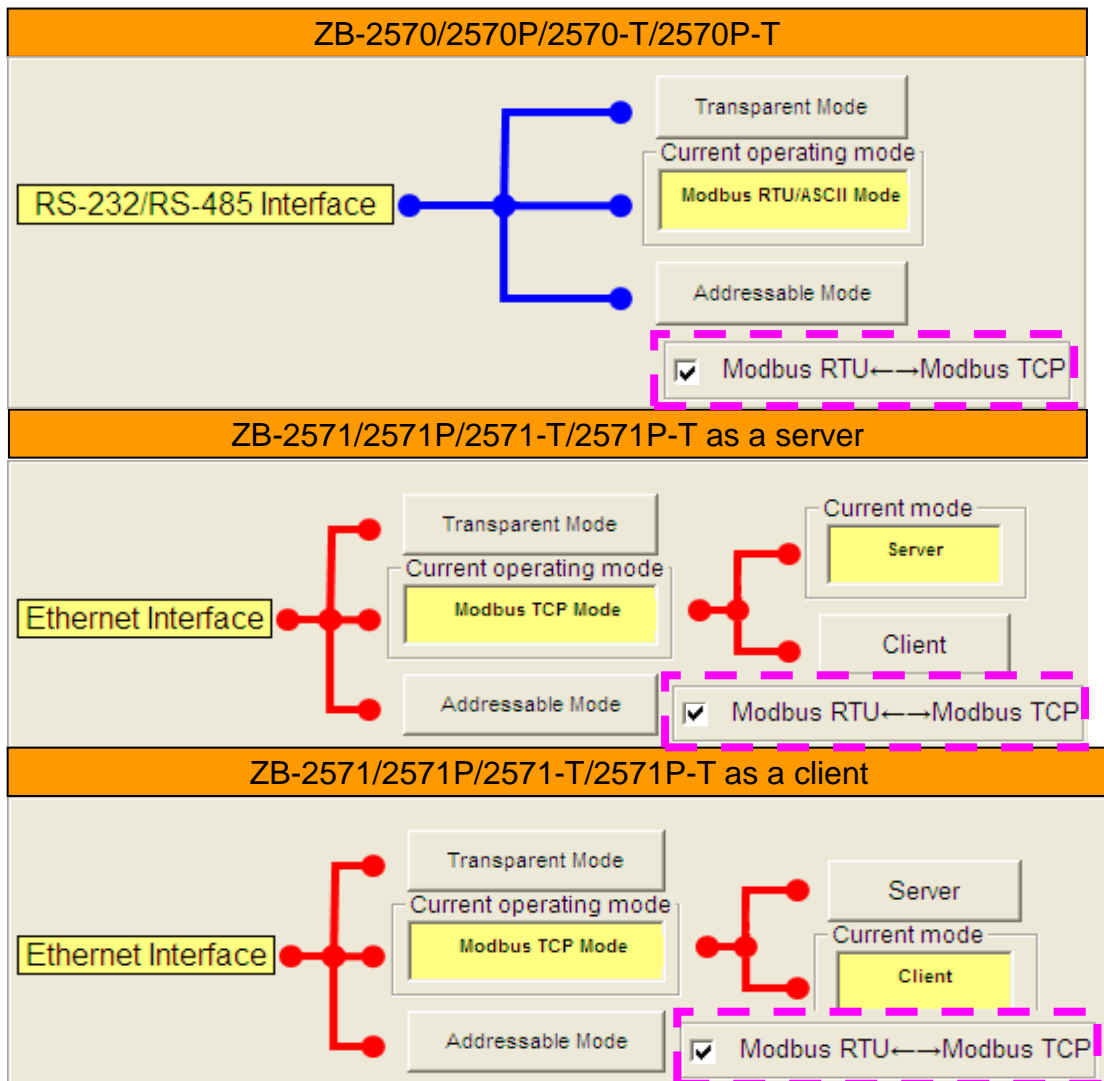 ZB-2570/2570P/2570-T/2570P-T
Transparent Mode
Current operating mode
RS-232/RS-485 Interface
Modbus RTU/ASCII Mode
Addressable Mode
Modbus RTU←→Modbus TCP
ZB-2571/2571P/2571-T/2571P-T as a server
Transparent Mode
Current mode
Server
Current operating mode
Ethernet Interface
Modbus TCP Mode
Client
Addressable Mode
Modbus RTU←→Modbus TCP
ZB-2571/2571P/2571-T/2571P-T as a client
Transparent Mode
Server
Current operating mode
Ethernet Interface
Modbus TCP Mode
Current mode
Client
Addressable Mode
Modbus RTU←→Modbus TCP